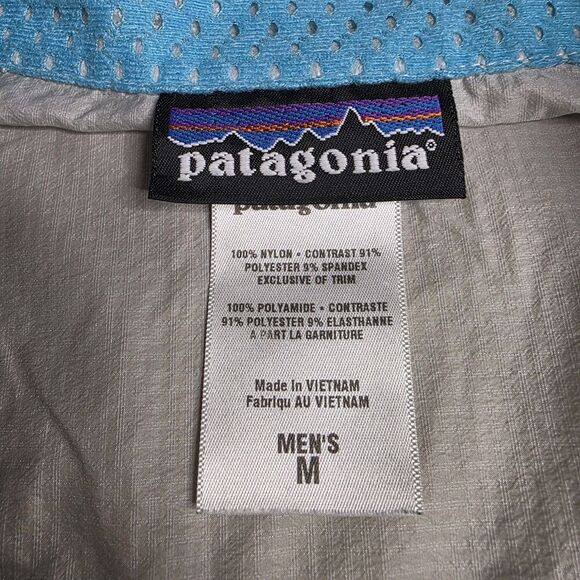 patagonia®
patagonia
100% NYLON • CONTRAST 91%
POLYESTER 9% SPANDEX
EXCLUSIVE OF TRIM
100% POLYAMIDE • CONTRASTE
91% POLYESTER 9% ELASTHANNE
A PART LA GARNITURE
Made in VIETNAM
Fabriqu AU VIETNAM
MEN'S
M